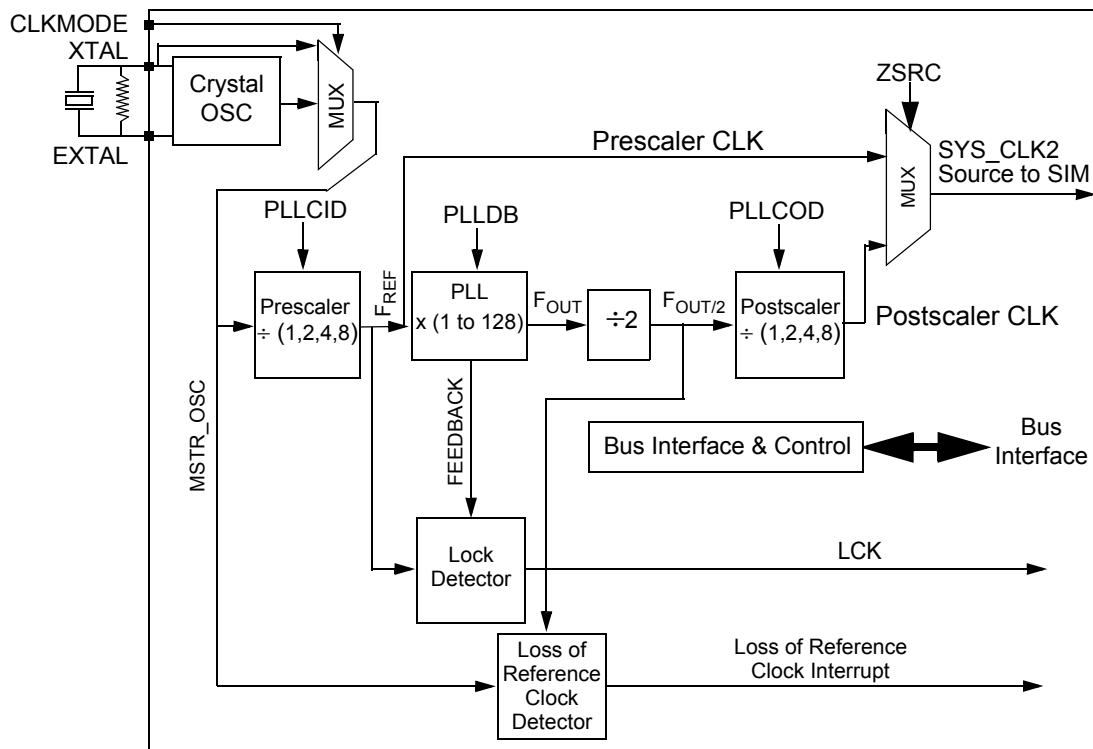 CLKMODE
XTAL
EXTAL
Crystal
OSC
MUX
ZSRC
Prescaler CLK
MUX
SYS_CLK2
Source to SIM
PLLCID
PLLDB
PLLCOD
Prescaler
÷ (1,2,4,8)
FREF
PLL
x (1 to 128)
FOUT
÷2
FOUT/2
Postscaler
÷ (1,2,4,8)
Postscaler CLK
MSTR_OSC
FEEDBACK
Bus Interface & Control
Bus
Interface
Lock
Detector
LCK
Loss of
Reference
Clock
Detector
Loss of Reference
Clock Interrupt